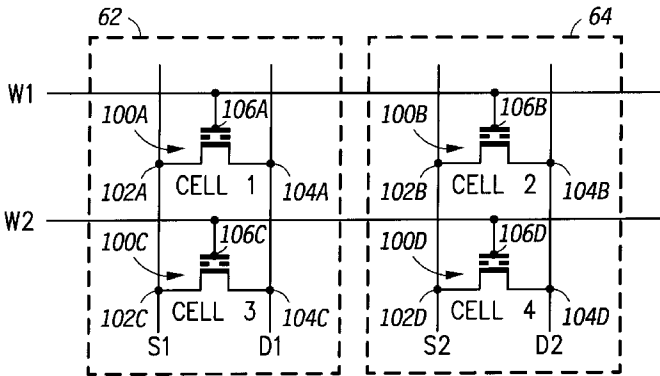 62 64
W1
100A 106A 100B 106B
102A CELL 1 104A 102B CELL 2 104B
W2
100C 106C 100D 106D
102C CELL 3 104C 102D CELL 4 104D
S1 D1 S2 D2